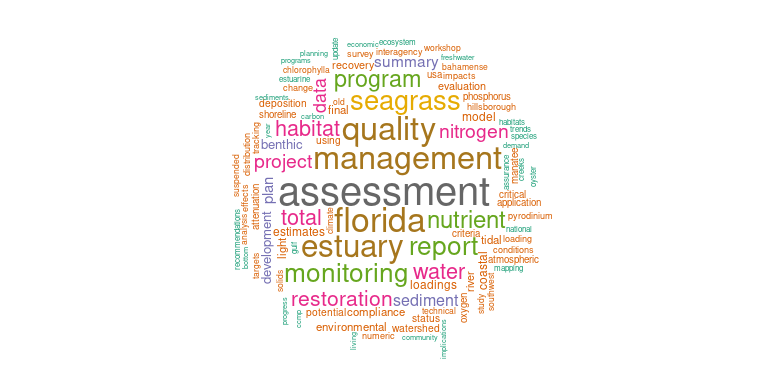 planning
update
economic
ecosystem
survey
interagency
workshop
programs
recovery
summary
freshwater
chlorophylla
program
usa
impacts
bahamense
estuarine
change
data
evaluation
sediments
deposition
old
final
seagrass
phosphorus
hillsborough
shoreline
carbon
model
habitats
year
habitat
quality
nitrogen
trends
species
tracking
using
benthic
demand
distribution
project
management
assurance
manatee
creeks
oyster
suspended
plan
assessment
critical
application
effects
attenuation
total
climate
florida
nutrient
pyrodinium
national
recommendations
analysis
development
estimates
criteria
tidal
loading
light
gulf
estuary
report
conditions
bottom
targets
coastal
atmospheric
mapping
solids
monitoring
water
river
southwest
loadings
progress
ccmp
restoration
sediment
oxygen
study
potential
compliance
technical
status
environmental
watershed
living
numeric
community
implications